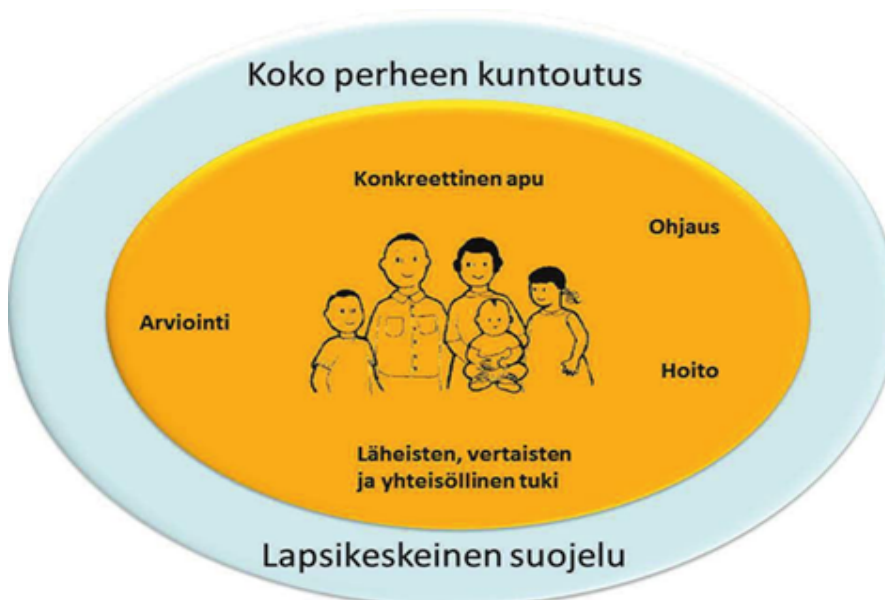 Koko perheen kuntoutus
Konkreettinen apu
Ohjaus
Arviointi
Hoito
Läheisten, vertaisten
ja yhteisöllinen tuki
Lapsikeskeinen suojelu